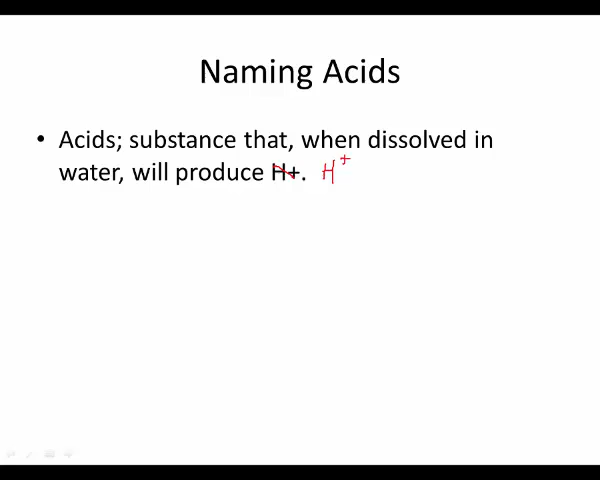 Naming Acids
• Acids; substance that, when dissolved in
water, will produce H+. H⁺